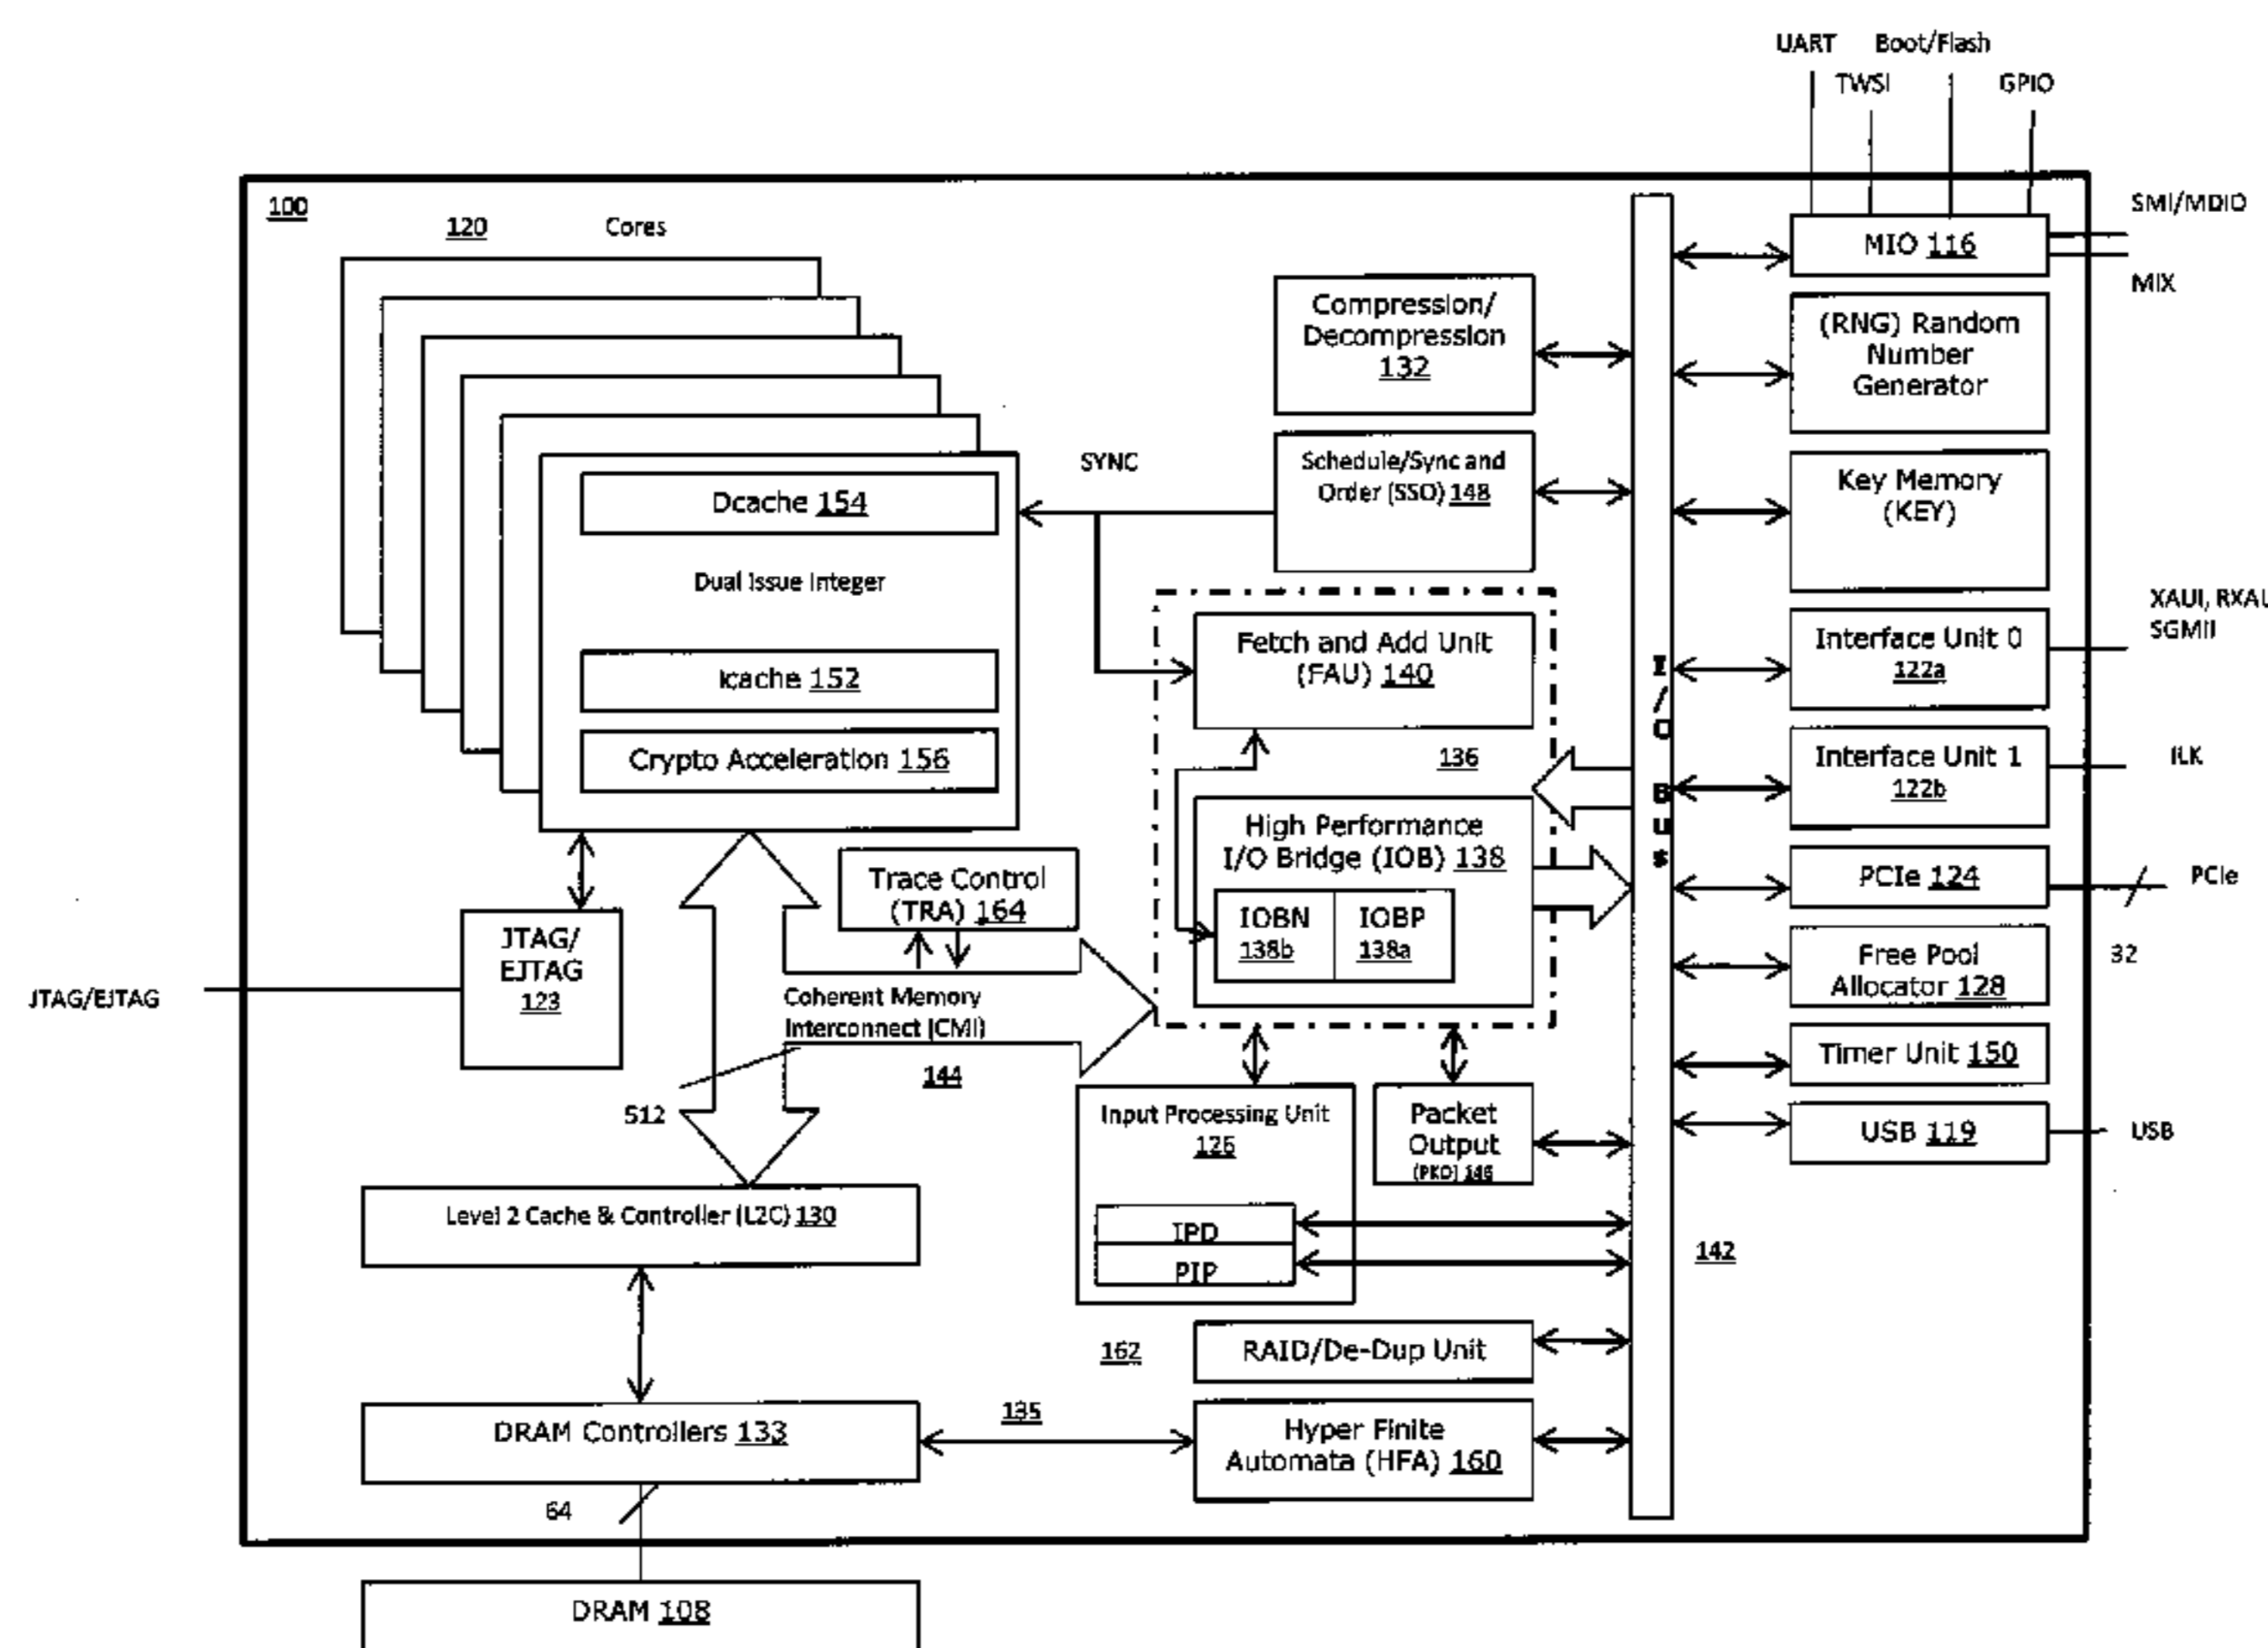 UART Boot/Flash
TWSI GPIO
100
120 Cores
SMI/MDIO
MIO 116
MIX
Compression/
Decompression
132
(RNG) Random
Number
Generator
SYNC
Schedule/Sync and
Order (SSO) 148
Key Memory
(KEY)
Dcache 154
Dual Issue Integer
Icache 152
Crypto Acceleration 156
Fetch and Add Unit
(FAU) 140
136
I/O Bus
Interface Unit 0
122a
XAUI, RXAU
SGMII
Interface Unit 1
122b
ILK
High Performance
I/O Bridge (IOB) 138
IOBN
138b
IOBP
138a
Trace Control
(TRA) 164
PCIe 124
PCIe
32
JTAG/
EJTAG
123
JTAG/EJTAG
Coherent Memory
Interconnect (CMI)
144
512
Free Pool
Allocator 128
Timer Unit 150
USB 119
USB
Input Processing Unit
126
IPD
PIP
Packet
Output
(PKO) 146
142
Level 2 Cache & Controller (L2C) 130
162
RAID/De-Dup Unit
DRAM Controllers 133
135
Hyper Finite
Automata (HFA) 160
64
DRAM 108